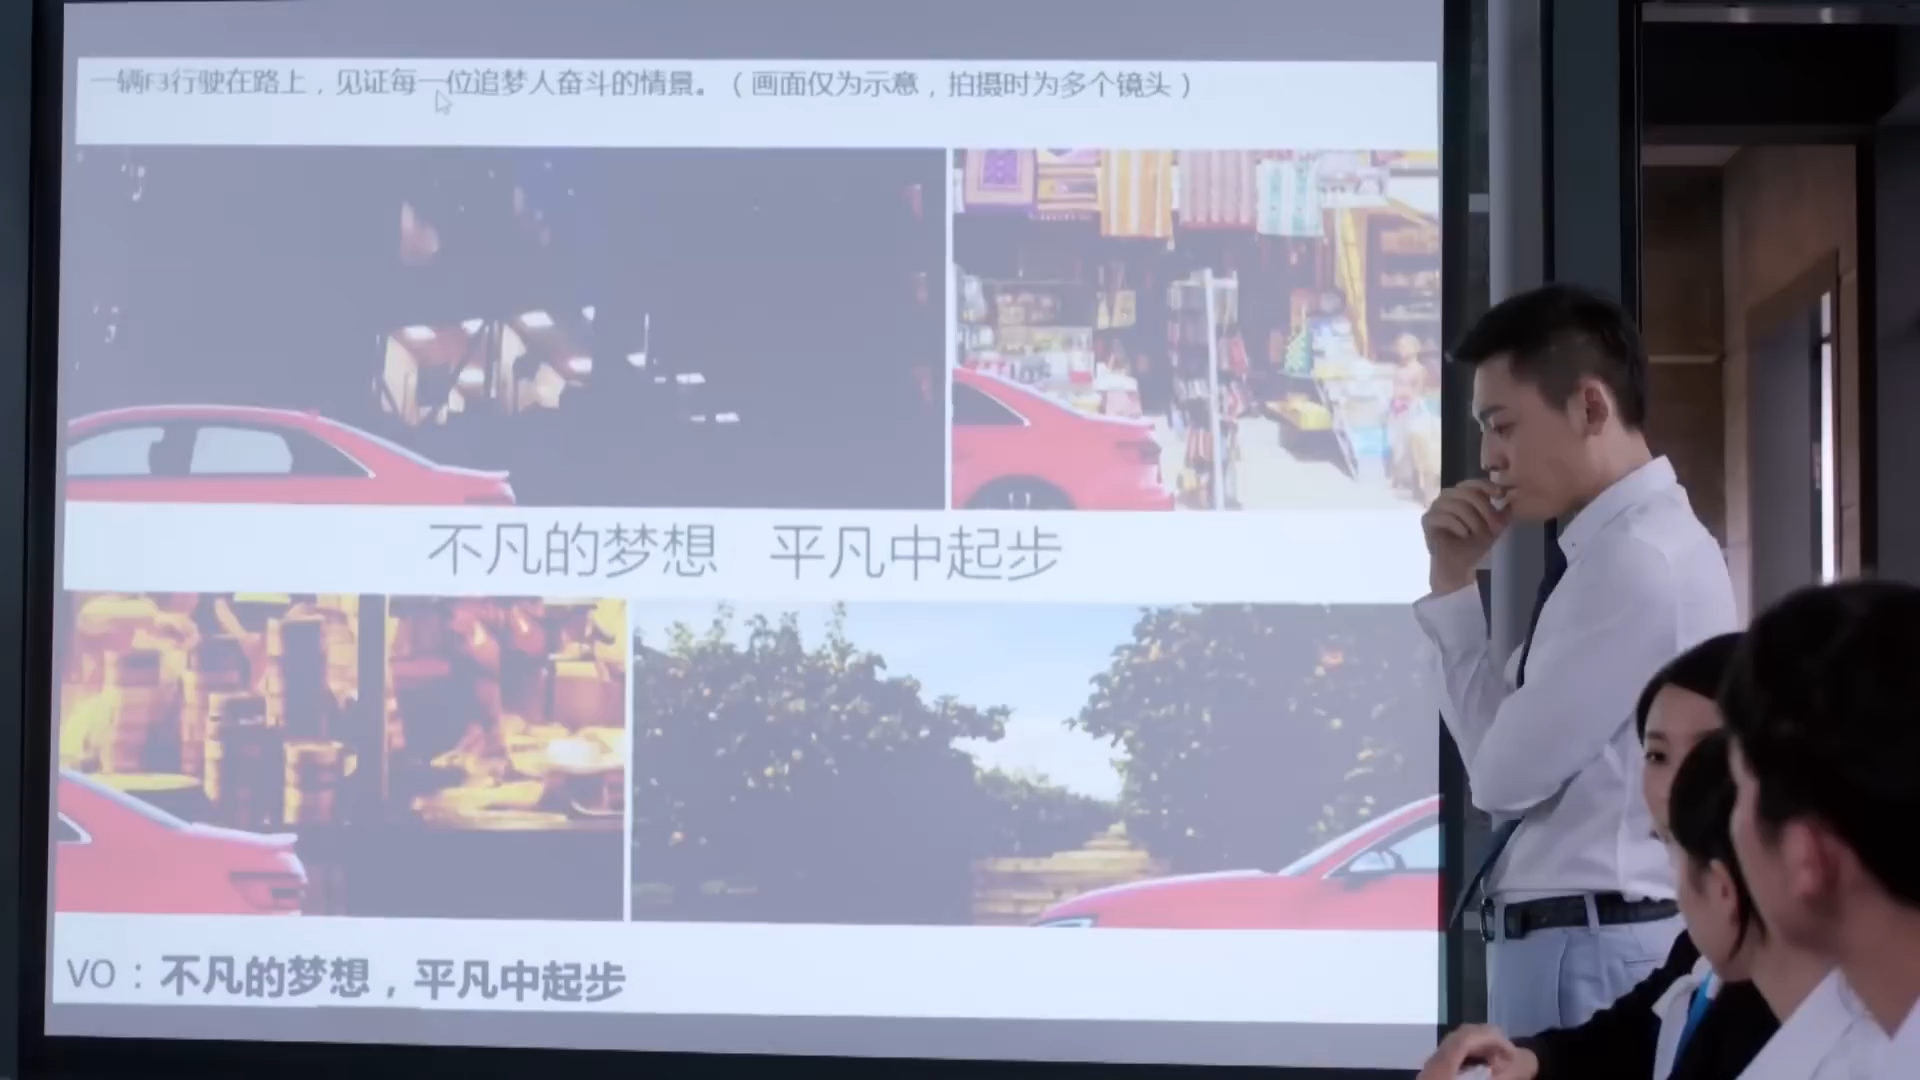 一辆F3行驶在路上，见证每一位追梦人奋斗的情景。（画面仅为示意，拍摄时为多个镜头）
不凡的梦想 平凡中起步
VO：不凡的梦想，平凡中起步